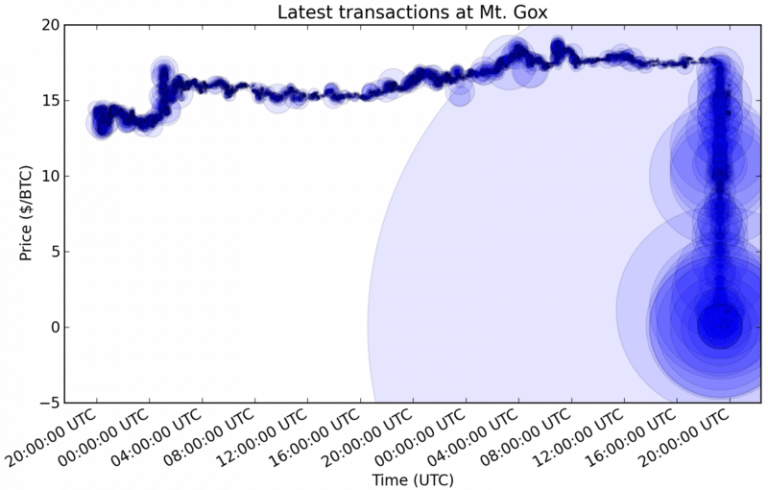 Latest transactions at Mt. Gox
20
15
10
5
0
−5
Price ($/BTC)
20:00:00 UTC
00:00:00 UTC
04:00:00 UTC
08:00:00 UTC
12:00:00 UTC
16:00:00 UTC
20:00:00 UTC
00:00:00 UTC
04:00:00 UTC
08:00:00 UTC
12:00:00 UTC
16:00:00 UTC
20:00:00 UTC
Time (UTC)